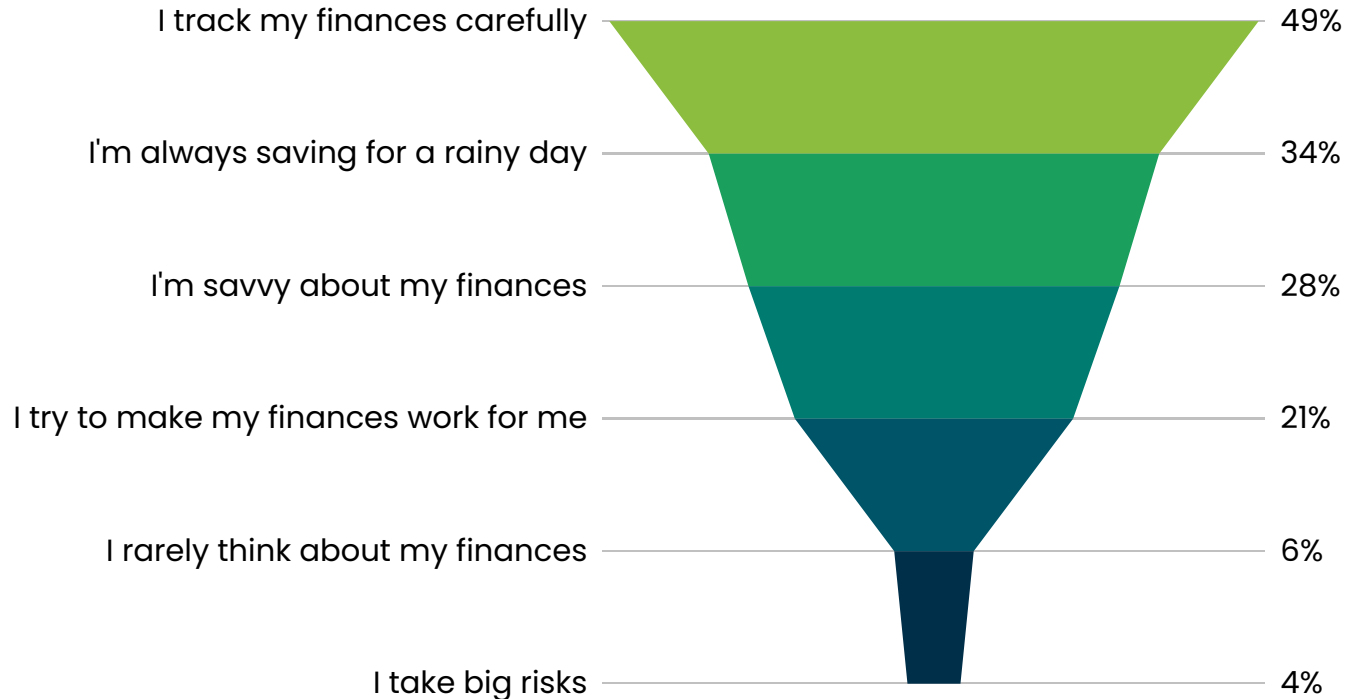 I track my finances carefully 49%
I'm always saving for a rainy day 34%
I'm savvy about my finances 28%
I try to make my finances work for me 21%
I rarely think about my finances 6%
I take big risks 4%